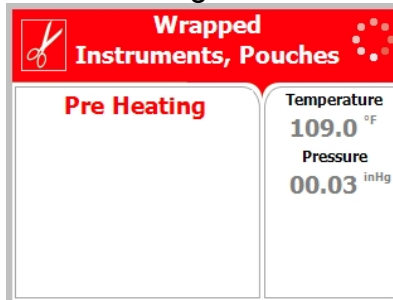 Wrapped
Instruments, Pouches
Pre Heating
Temperature
109.0 °F
Pressure
00.03 inHg